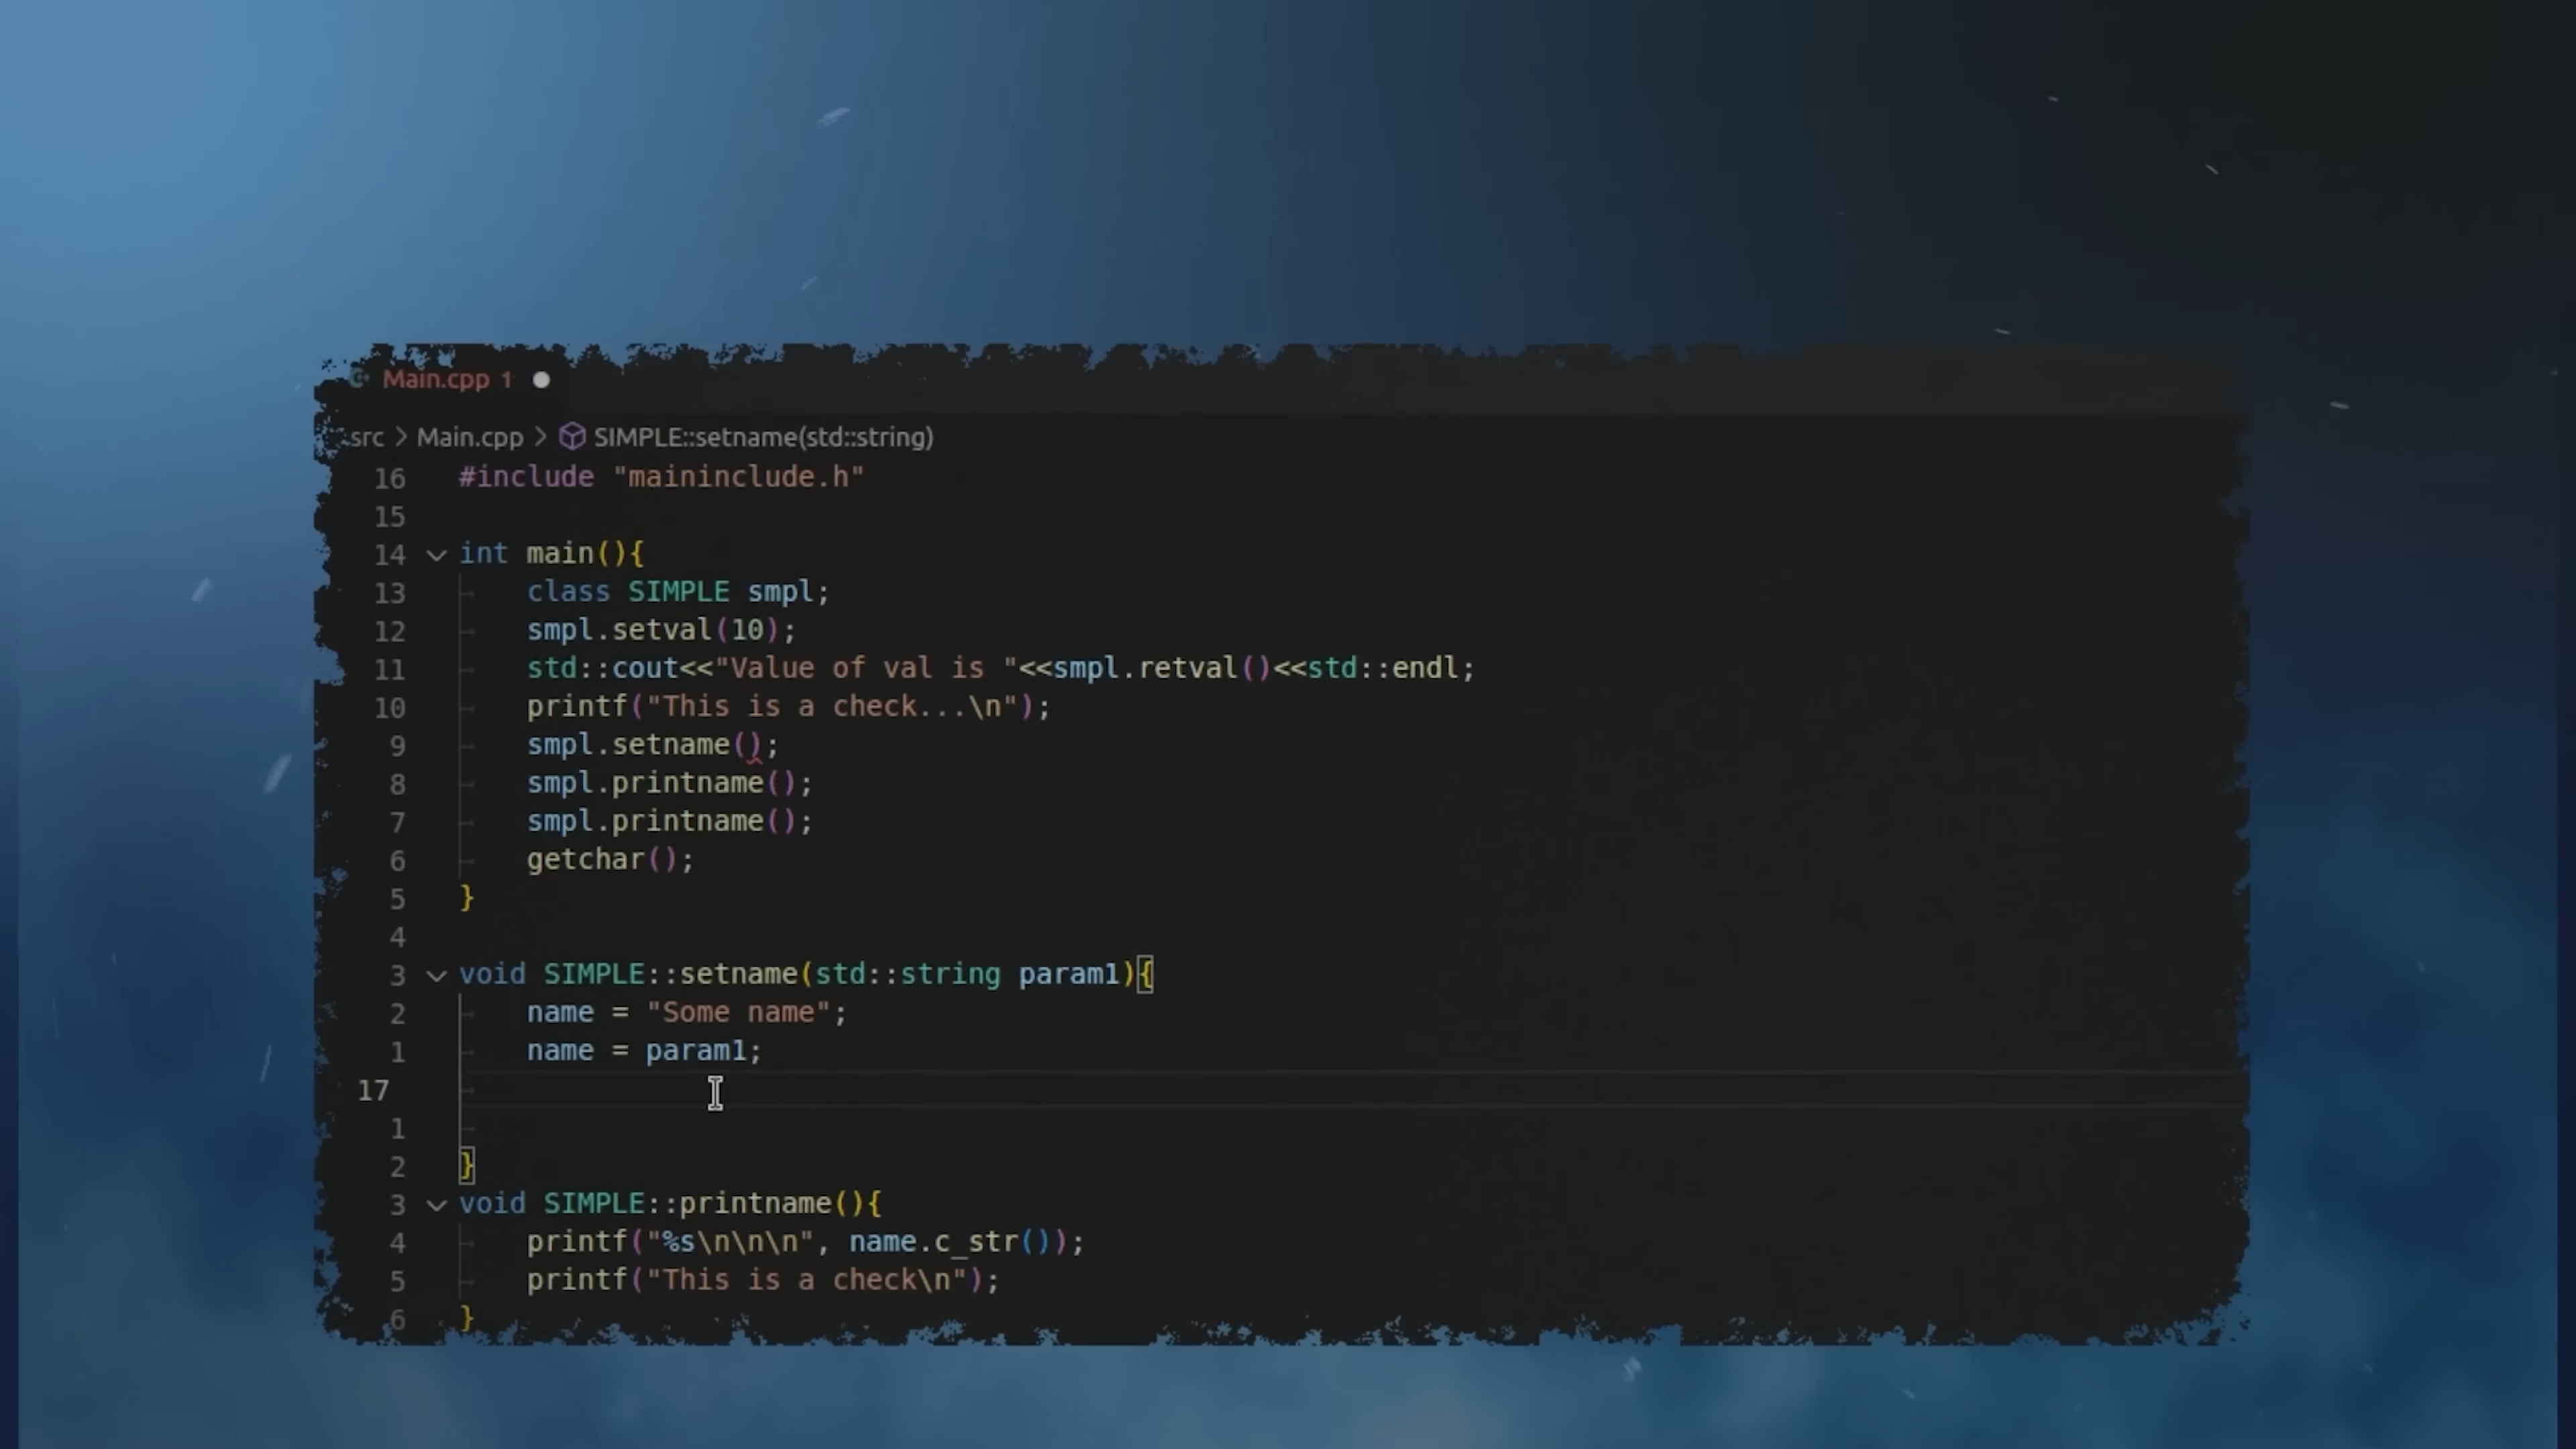 Main.cpp 1
src > Main.cpp > SIMPLE::setname(std::string)
16 #include "maininclude.h"
15
14 int main(){
13 class SIMPLE smpl;
12 smpl.setval(10);
11 std::cout<<"Value of val is "<<smpl.retval()<<std::endl;
10 printf("This is a check...\n");
9 smpl.setname();
8 smpl.printname();
7 smpl.printname();
6 getchar();
5 }
4
3 void SIMPLE::setname(std::string param1){
2 name = "Some name";
1 name = param1;
17
1
2 }
3 void SIMPLE::printname(){
4 printf("%s\n\n\n", name.c_str());
5 printf("This is a check\n");
6 }